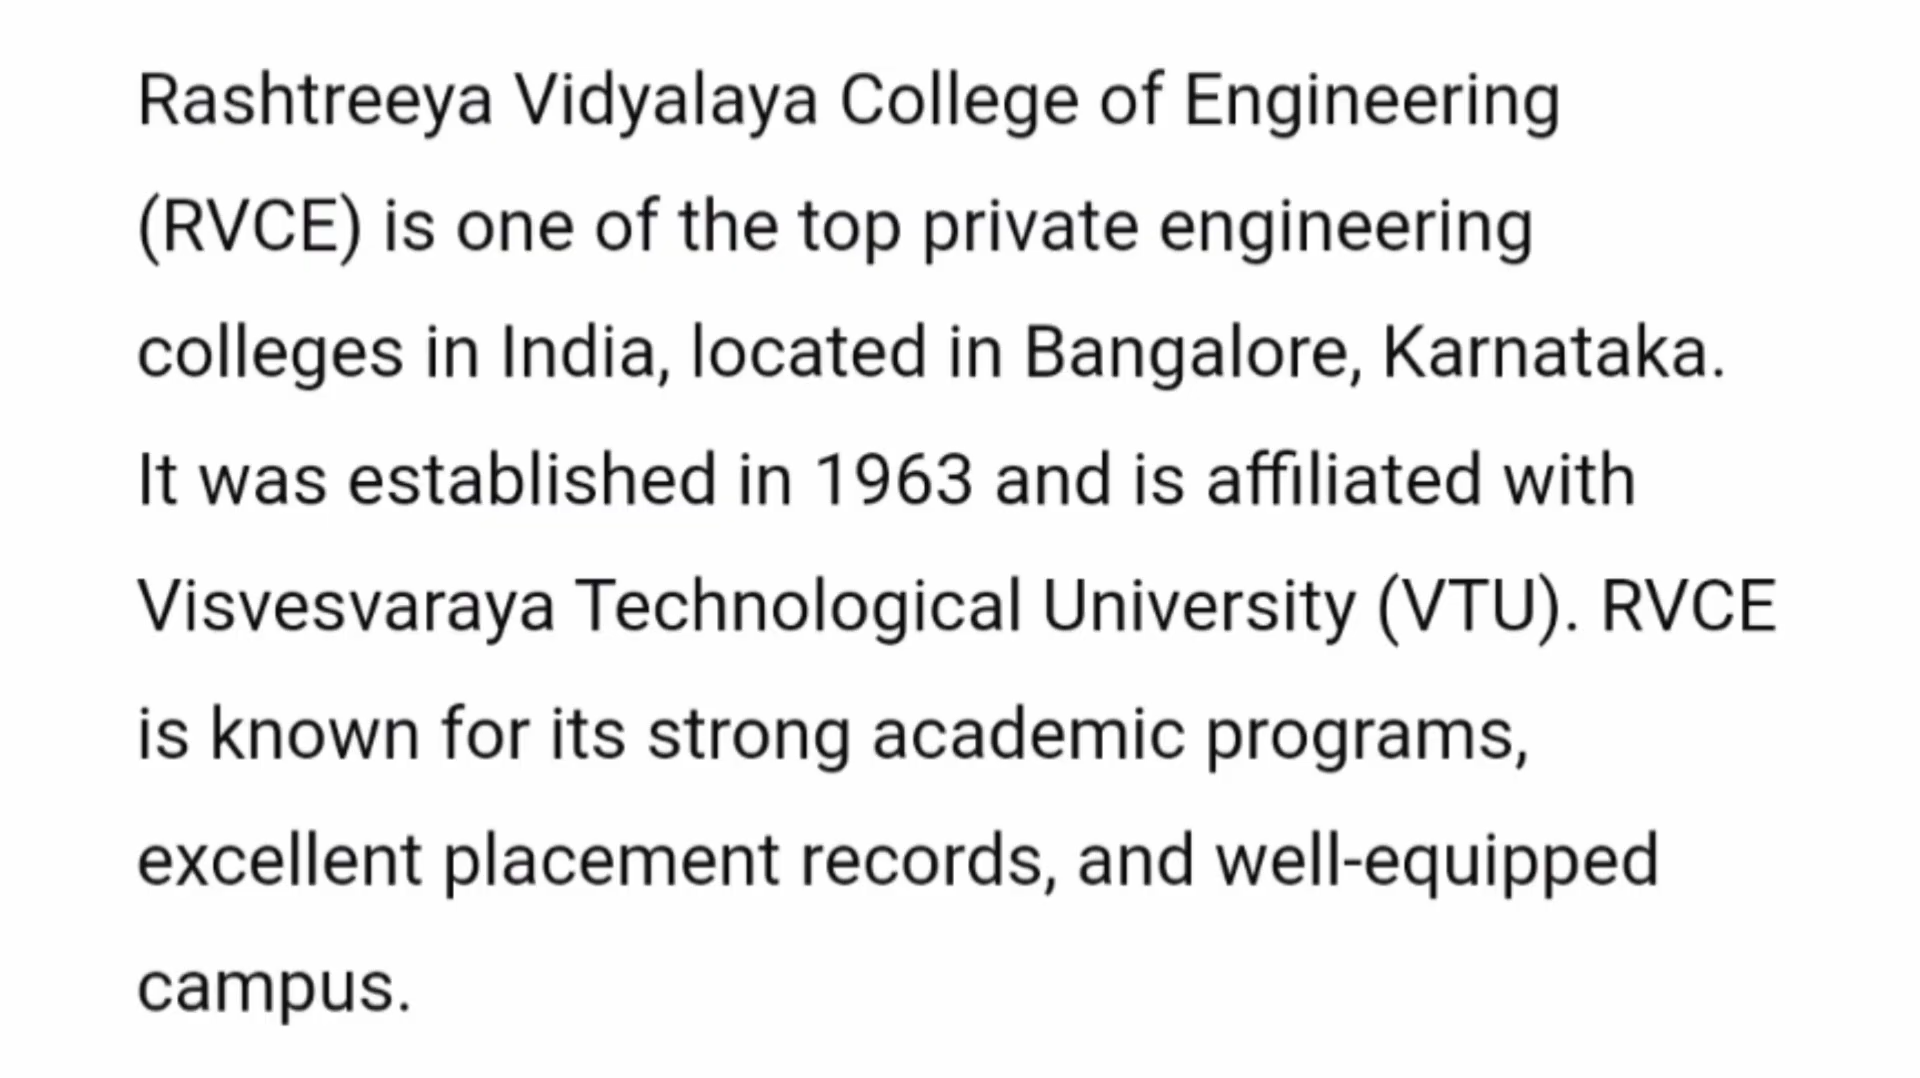 Rashtreeya Vidyalaya College of Engineering
(RVCE) is one of the top private engineering
colleges in India, located in Bangalore, Karnataka.
It was established in 1963 and is affiliated with
Visvesvaraya Technological University (VTU). RVCE
is known for its strong academic programs,
excellent placement records, and well-equipped
campus.